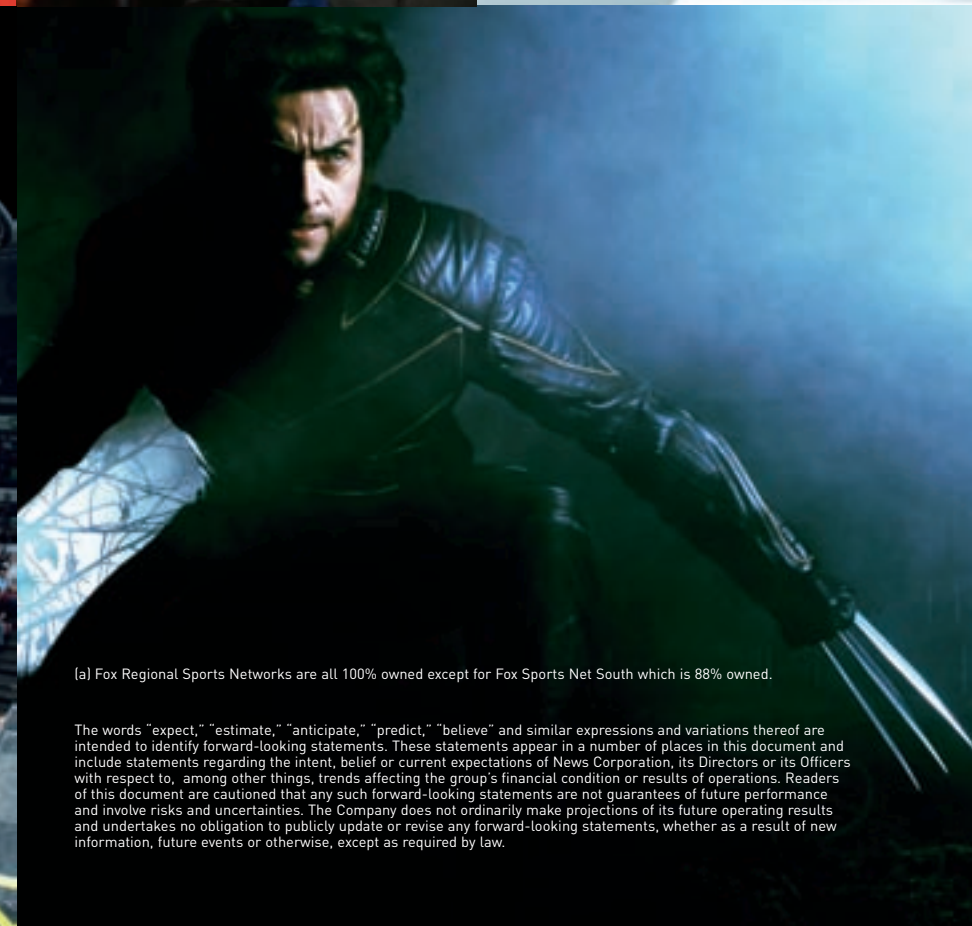 (a) Fox Regional Sports Networks are all 100% owned except for Fox Sports Net South which is 88% owned.
The words “expect,” “estimate,” “anticipate,” “predict,” “believe” and similar expressions and variations thereof are
intended to identify forward-looking statements. These statements appear in a number of places in this document and
include statements regarding the intent, belief or current expectations of News Corporation, its Directors or its Officers
with respect to, among other things, trends affecting the group’s financial condition or results of operations. Readers
of this document are cautioned that any such forward-looking statements are not guarantees of future performance
and involve risks and uncertainties. The Company does not ordinarily make projections of its future operating results
and undertakes no obligation to publicly update or revise any forward-looking statements, whether as a result of new
information, future events or otherwise, except as required by law.